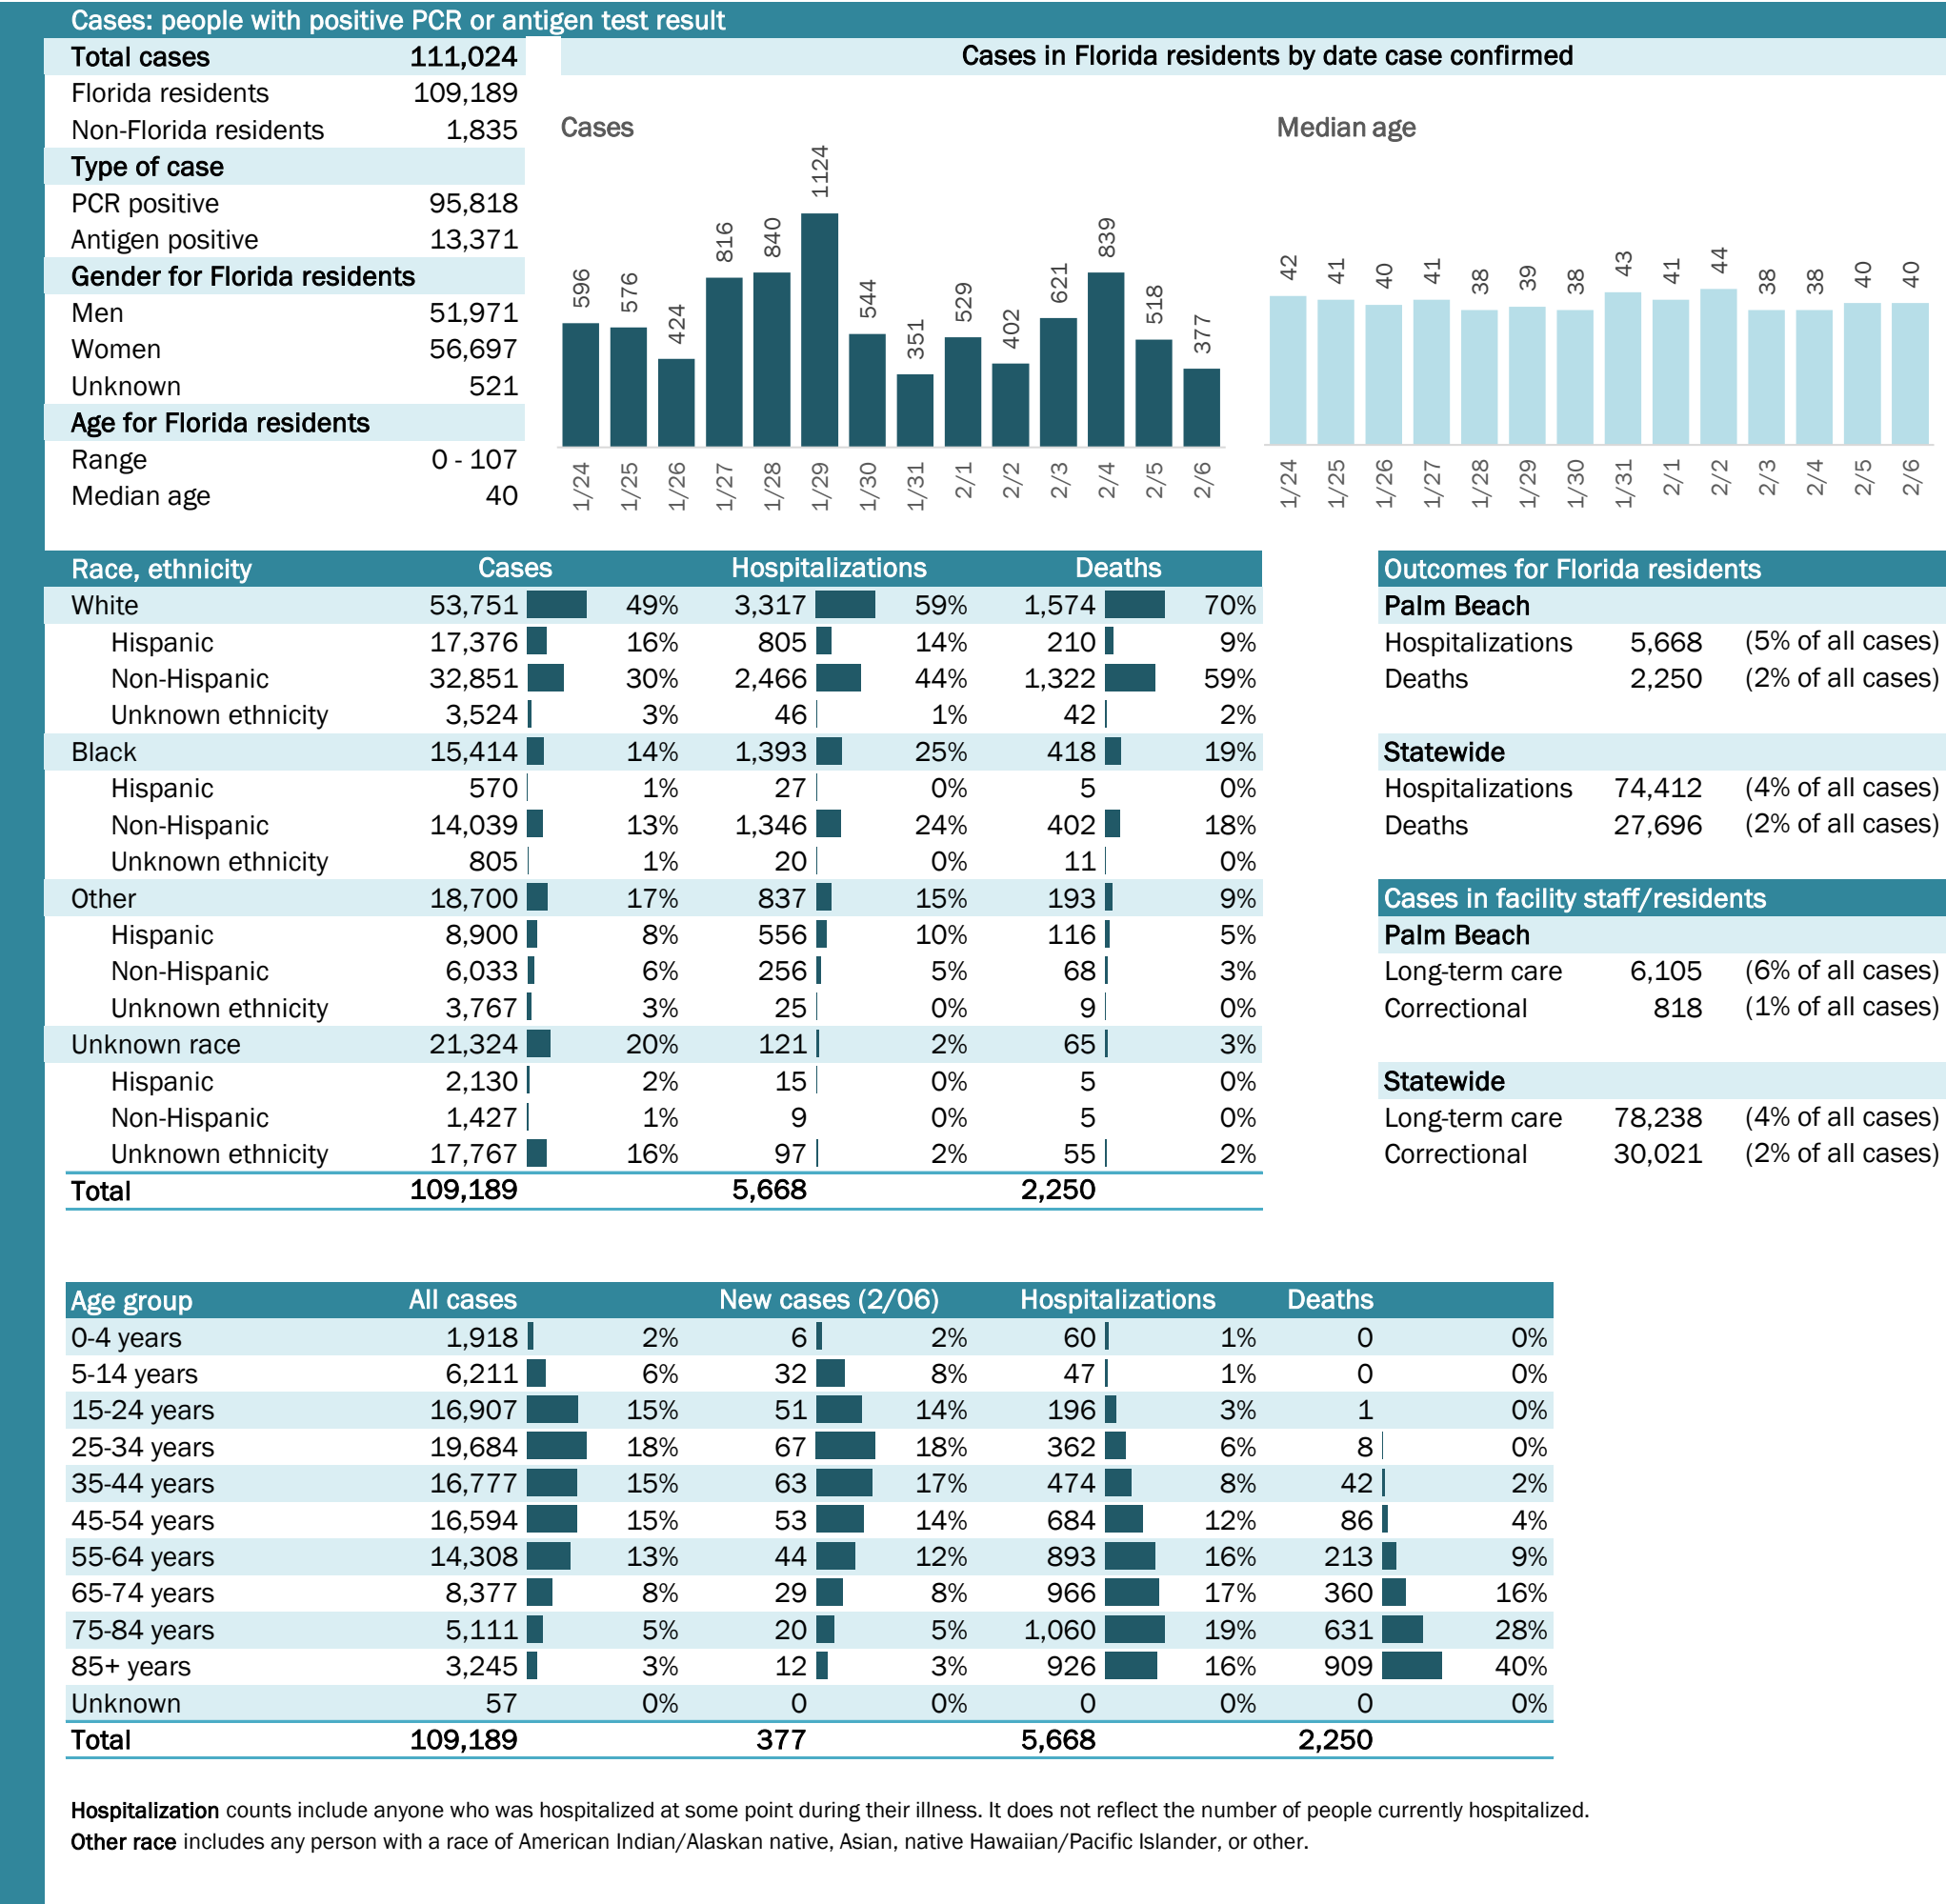 Cases: people with positive PCR or antigen test result
Total cases 111,024
Florida residents 109,189
Non-Florida residents 1,835
Type of case
PCR positive 95,818
Antigen positive 13,371
Gender for Florida residents
Men 51,971
Women 56,697
Unknown 521
Age for Florida residents
Range 0 - 107
Median age 40
Cases in Florida residents by date case confirmed
Cases
596 576 424 816 840 1124 544 351 529 402 621 839 518 377
1/24 1/25 1/26 1/27 1/28 1/29 1/30 1/31 2/1 2/2 2/3 2/4 2/5 2/6
Median age
42 41 40 41 38 39 38 43 41 44 38 38 40 40
1/24 1/25 1/26 1/27 1/28 1/29 1/30 1/31 2/1 2/2 2/3 2/4 2/5 2/6
Race, ethnicity Cases Hospitalizations Deaths
White 53,751 49% 3,317 59% 1,574 70%
Hispanic 17,376 16% 805 14% 210 9%
Non-Hispanic 32,851 30% 2,466 44% 1,322 59%
Unknown ethnicity 3,524 3% 46 1% 42 2%
Black 15,414 14% 1,393 25% 418 19%
Hispanic 570 1% 27 0% 5 0%
Non-Hispanic 14,039 13% 1,346 24% 402 18%
Unknown ethnicity 805 1% 20 0% 11 0%
Other 18,700 17% 837 15% 193 9%
Hispanic 8,900 8% 556 10% 116 5%
Non-Hispanic 6,033 6% 256 5% 68 3%
Unknown ethnicity 3,767 3% 25 0% 9 0%
Unknown race 21,324 20% 121 2% 65 3%
Hispanic 2,130 2% 15 0% 5 0%
Non-Hispanic 1,427 1% 9 0% 5 0%
Unknown ethnicity 17,767 16% 97 2% 55 2%
Total 109,189 5,668 2,250
Outcomes for Florida residents
Palm Beach
Hospitalizations 5,668 (5% of all cases)
Deaths 2,250 (2% of all cases)
Statewide
Hospitalizations 74,412 (4% of all cases)
Deaths 27,696 (2% of all cases)
Cases in facility staff/residents
Palm Beach
Long-term care 6,105 (6% of all cases)
Correctional 818 (1% of all cases)
Statewide
Long-term care 78,238 (4% of all cases)
Correctional 30,021 (2% of all cases)
Age group All cases New cases (2/06) Hospitalizations Deaths
0-4 years 1,918 2% 6 2% 60 1% 0 0%
5-14 years 6,211 6% 32 8% 47 1% 0 0%
15-24 years 16,907 15% 51 14% 196 3% 1 0%
25-34 years 19,684 18% 67 18% 362 6% 8 0%
35-44 years 16,777 15% 63 17% 474 8% 42 2%
45-54 years 16,594 15% 53 14% 684 12% 86 4%
55-64 years 14,308 13% 44 12% 893 16% 213 9%
65-74 years 8,377 8% 29 8% 966 17% 360 16%
75-84 years 5,111 5% 20 5% 1,060 19% 631 28%
85+ years 3,245 3% 12 3% 926 16% 909 40%
Unknown 57 0% 0 0% 0 0% 0 0%
Total 109,189 377 5,668 2,250
Hospitalization counts include anyone who was hospitalized at some point during their illness. It does not reflect the number of people currently hospitalized.
Other race includes any person with a race of American Indian/Alaskan native, Asian, native Hawaiian/Pacific Islander, or other.